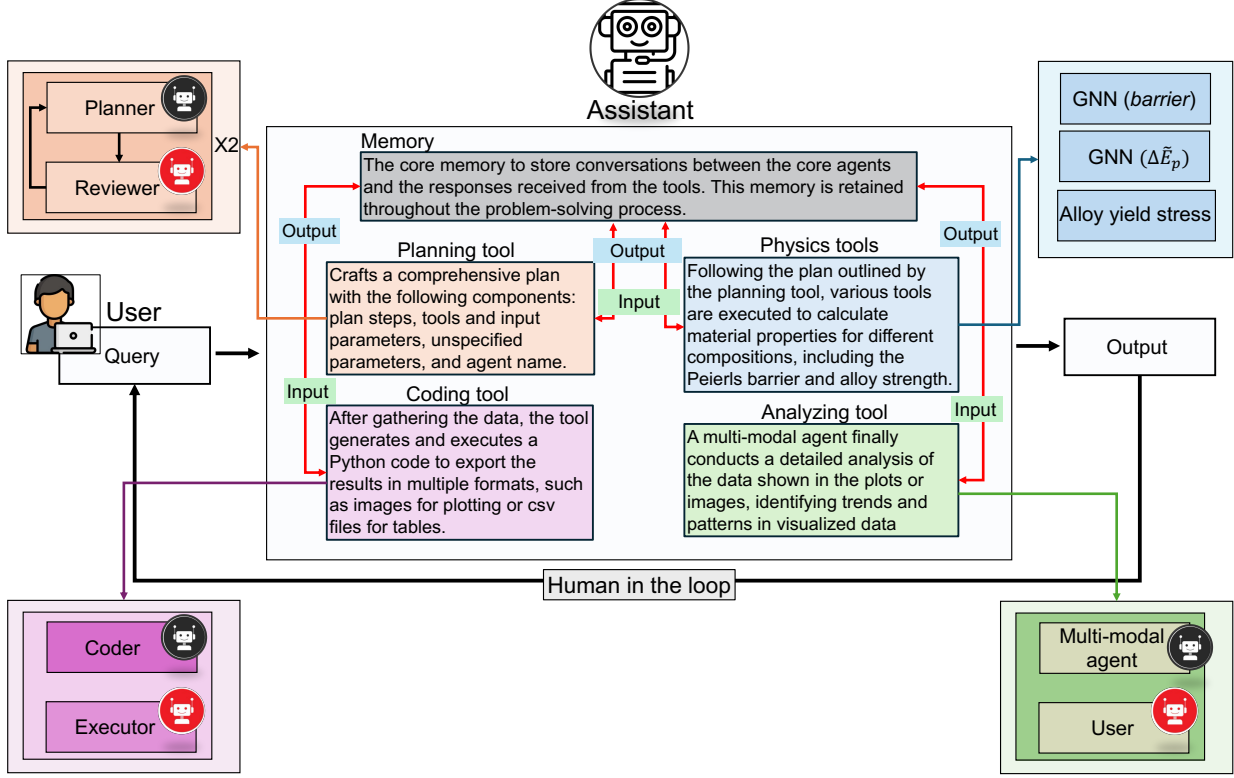 Assistant
Planner
Reviewer
X2
GNN (barrier)
GNN (ΔẼp)
Alloy yield stress
Memory
The core memory to store conversations between the core agents
and the responses received from the tools. This memory is retained
throughout the problem-solving process.
Output
Output
Output
Planning tool
Crafts a comprehensive plan
with the following components:
plan steps, tools and input
parameters, unspecified
parameters, and agent name.
Input
Physics tools
Following the plan outlined by
the planning tool, various tools
are executed to calculate
material properties for different
compositions, including the
Peierls barrier and alloy strength.
User
Query
Output
Input
Coding tool
After gathering the data, the tool
generates and executes a
Python code to export the
results in multiple formats, such
as images for plotting or csv
files for tables.
Analyzing tool
Input
A multi-modal agent finally
conducts a detailed analysis of
the data shown in the plots or
images, identifying trends and
patterns in visualized data
Human in the loop
Coder
Executor
Multi-modal
agent
User